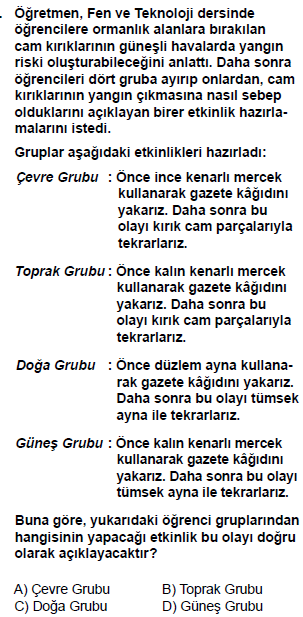 . Öğretmen, Fen ve Teknoloji dersinde
öğrencilere ormanlık alanlara bırakılan
cam kırıklarının güneşli havalarda yangın
riski oluşturabileceğini anlattı. Daha sonra
öğrencileri dört gruba ayırıp onlardan, cam
kırıklarının yangın çıkmasına nasıl sebep
olduklarını açıklayan birer etkinlik hazırla-
malarını istedi.
Gruplar aşağıdaki etkinlikleri hazırladı:
Çevre Grubu : Önce ince kenarlı mercek
kullanarak gazete kâğıdını
yakarız. Daha sonra bu
olayı kırık cam parçalarıyla
tekrarlarız.
Toprak Grubu : Önce kalın kenarlı mercek
kullanarak gazete kâğıdını
yakarız. Daha sonra bu
olayı kırık cam parçalarıyla
tekrarlarız.
Doğa Grubu : Önce düzlem ayna kullana-
rak gazete kâğıdını yakarız.
Daha sonra bu olayı tümsek
ayna ile tekrarlarız.
Güneş Grubu : Önce kalın kenarlı mercek
kullanarak gazete kâğıdını
yakarız. Daha sonra bu olayı
tümsek ayna ile tekrarlarız.
Buna göre, yukarıdaki öğrenci gruplarından
hangisinin yapacağı etkinlik bu olayı doğru
olarak açıklayacaktır?
A) Çevre Grubu B) Toprak Grubu
C) Doğa Grubu D) Güneş Grubu